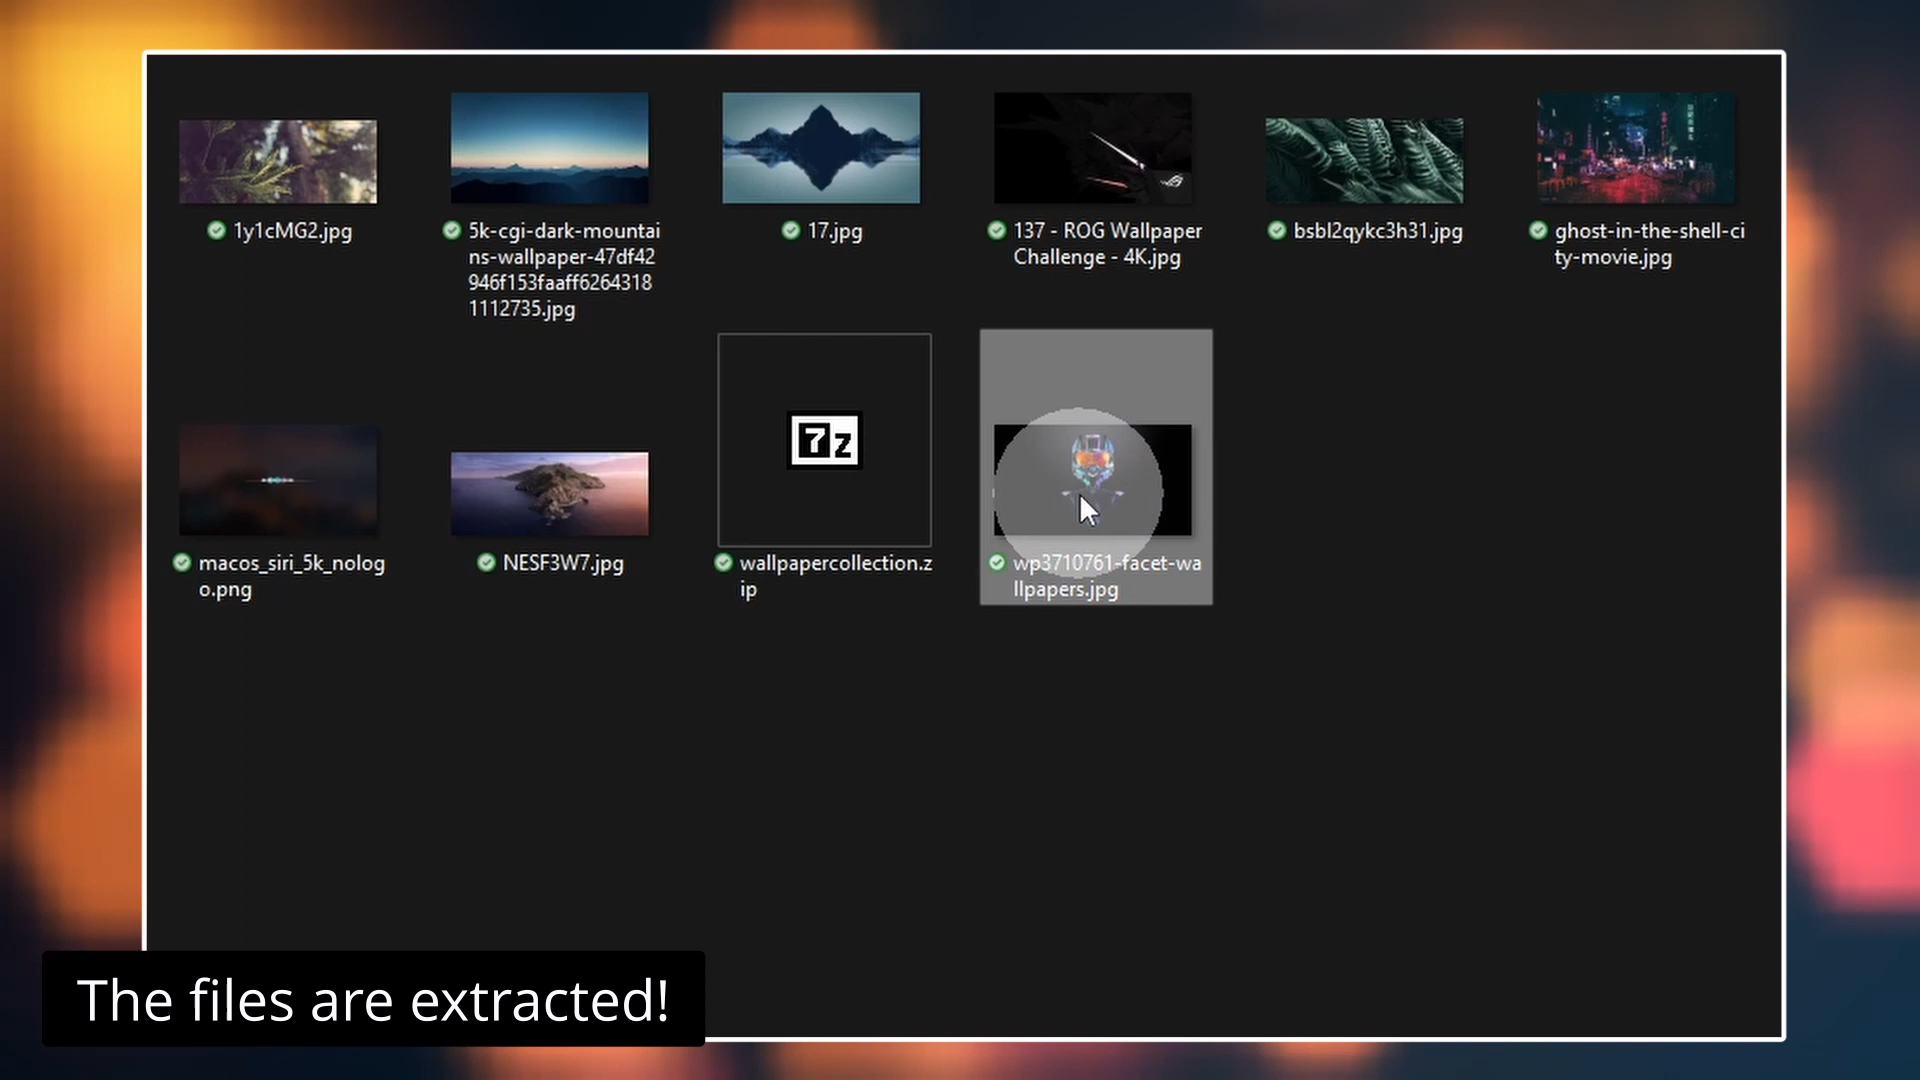 1y1cMG2.jpg
5k-cgi-dark-mountai
ns-wallpaper-47df42
946f153faaff6264318
1112735.jpg
17.jpg
137 - ROG Wallpaper
Challenge - 4K.jpg
bsbl2qykc3h31.jpg
ghost-in-the-shell-ci
ty-movie.jpg
7z
macos_siri_5k_nolog
o.png
NESF3W7.jpg
wallpapercollection.z
ip
wp3710761-facet-wa
llpapers.jpg
The files are extracted!